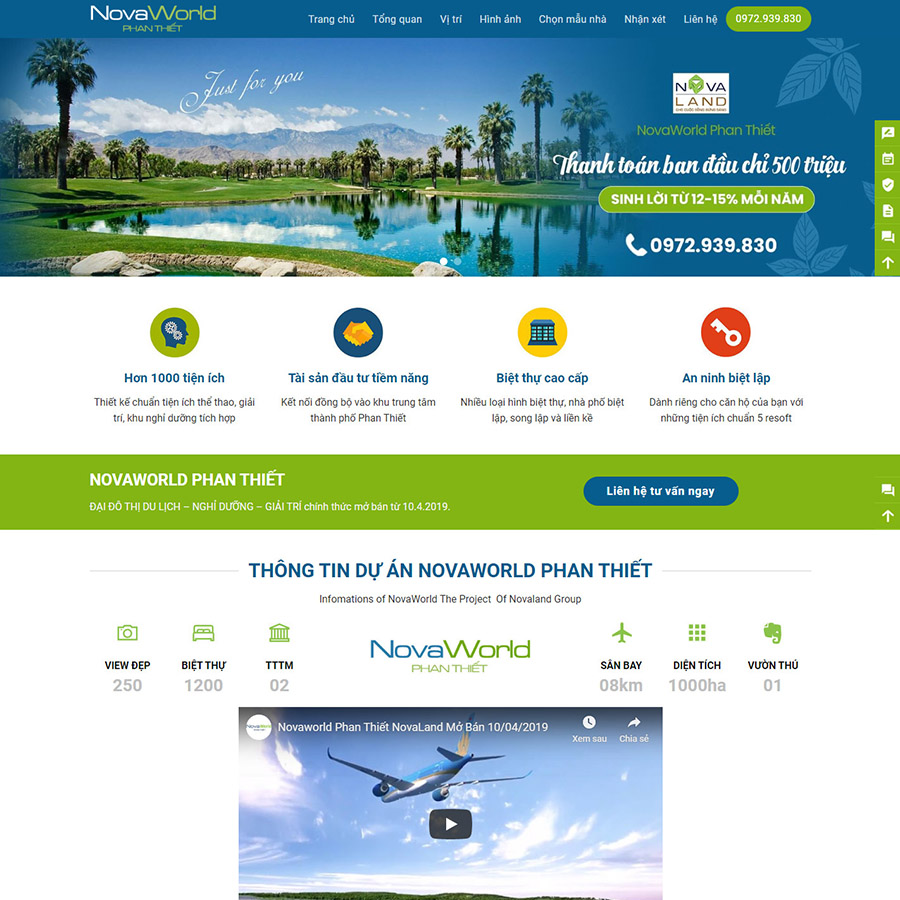 NovaWorld
PHAN THIẾT
Trang chủ Tổng quan Vị trí Hình ảnh Chọn mẫu nhà Nhận xét Liên hệ 0972.939.830
Just for you
NOVA
LAND
NovaWorld Phan Thiết
Thanh toán ban đầu chỉ 500 triệu
SINH LỜI TỪ 12-15% MỖI NĂM
0972.939.830
Hơn 1000 tiện ích
Thiết kế chuẩn tiện ích thể thao, giải
trí, khu nghỉ dưỡng tích hợp
Tài sản đầu tư tiềm năng
Kết nối đồng bộ vào khu trung tâm
thành phố Phan Thiết
Biệt thự cao cấp
Nhiều loại hình biệt thự, nhà phố biệt
lập, song lập và liền kề
An ninh biệt lập
Dành riêng cho căn hộ của bạn với
những tiện ích chuẩn 5 resoft
NOVAWORLD PHAN THIẾT
ĐẠI ĐÔ THỊ DU LỊCH – NGHỈ DƯỠNG – GIẢI TRÍ chính thức mở bán từ 10.4.2019.
Liên hệ tư vấn ngay
THÔNG TIN DỰ ÁN NOVAWORLD PHAN THIẾT
Infomations of NovaWorld The Project Of Novaland Group
VIEW ĐẸP
250
BIỆT THỰ
1200
TTTM
02
NovaWorld
PHAN THIẾT
SÂN BAY
08km
DIỆN TÍCH
1000ha
VƯỜN THÚ
01
Novaworld Phan Thiết NovaLand Mở Bán 10/04/2019
Xem sau
Chia sẻ